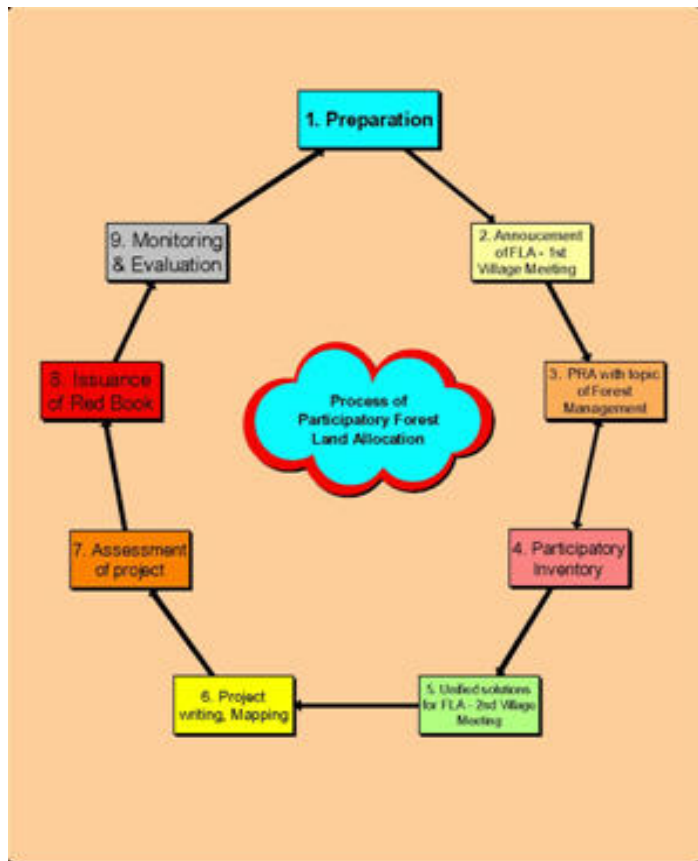 1. Preparation
2. Annoucement
of FLA - 1st
Village Meeting
3. PRA with topic
of Forest
Management
4. Participatory
Inventory
5. Unified solutions
for FLA - 2nd Village
Meeting
6. Project
writing, Mapping
7. Assessment
of project
8. Issuance
of Red Book
9. Monitoring
& Evaluation
Process of
Participatory Forest
Land Allocation